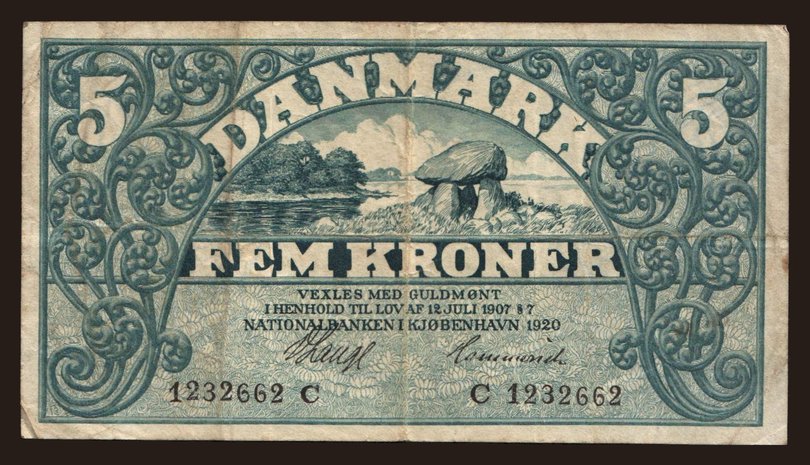 DANMARK
5 5
FEM KRONER
VEXLES MED GULDMØNT
I HENHOLD TIL LOV AF 12 JULI 1907 § 7
NATIONALBANKEN I KJØBENHAVN 1920
1232662 C C 1232662